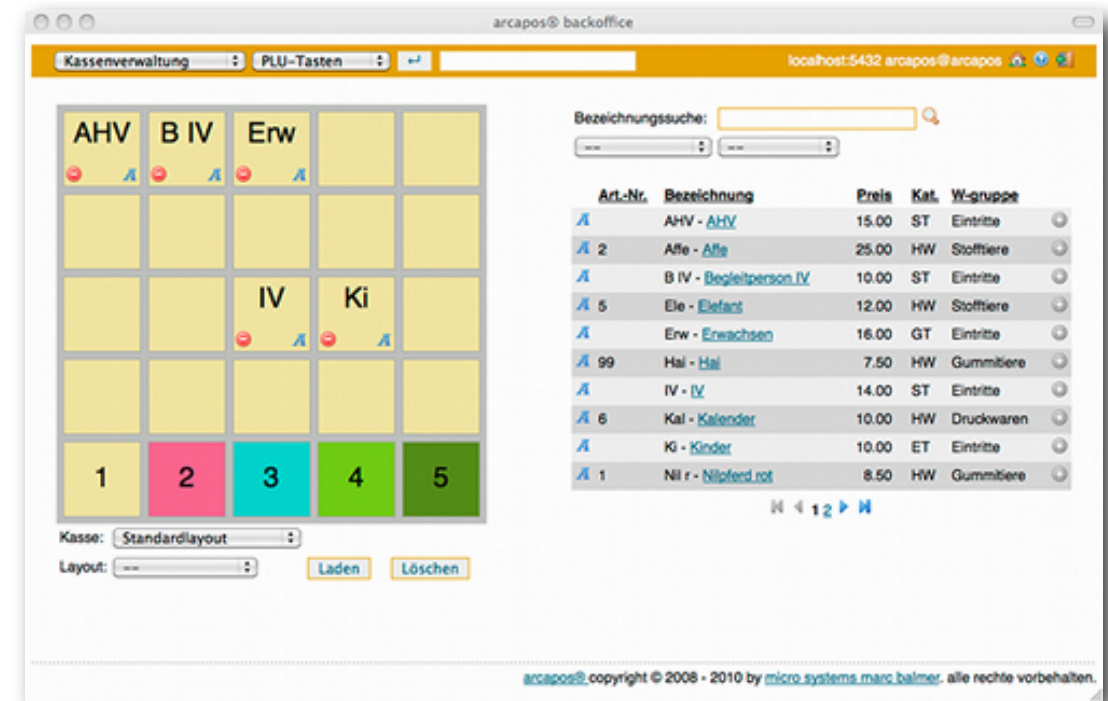 arcapos® backoffice
Kassenverwaltung PLU-Tasten localhost:5432 arcapos@arcapos
AHV B IV Erw
IV Ki
1 2 3 4 5
Kasse: Standardlayout
Layout: -- Laden Löschen
Bezeichnungssuche:
-- --
Art.-Nr. Bezeichnung Preis Kat. W-gruppe
A AHV - AHV 15.00 ST Eintritte
A 2 Affe - Affe 25.00 HW Stofftiere
A B IV - Begleitperson IV 10.00 ST Eintritte
A 5 Ele - Elefant 12.00 HW Stofftiere
A Erw - Erwachsen 16.00 GT Eintritte
A 99 Hai - Hai 7.50 HW Gummitiere
A IV - IV 14.00 ST Eintritte
A 6 Kal - Kalender 10.00 HW Druckwaren
A Ki - Kinder 10.00 ET Eintritte
A 1 Nil r - Nilpferd rot 8.50 HW Gummitiere
1 2
arcapos® copyright © 2008 - 2010 by micro systems marc balmer. alle rechte vorbehalten.